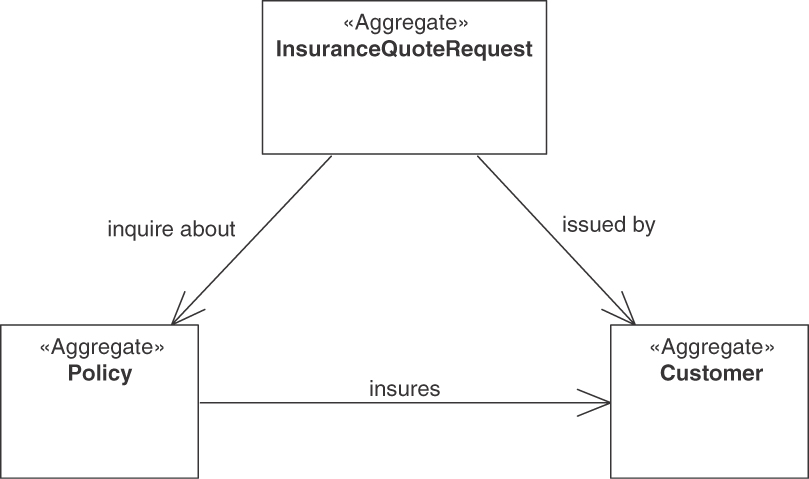 «Aggregate»
InsuranceQuoteRequest
inquire about
issued by
«Aggregate»
Policy
insures
«Aggregate»
Customer